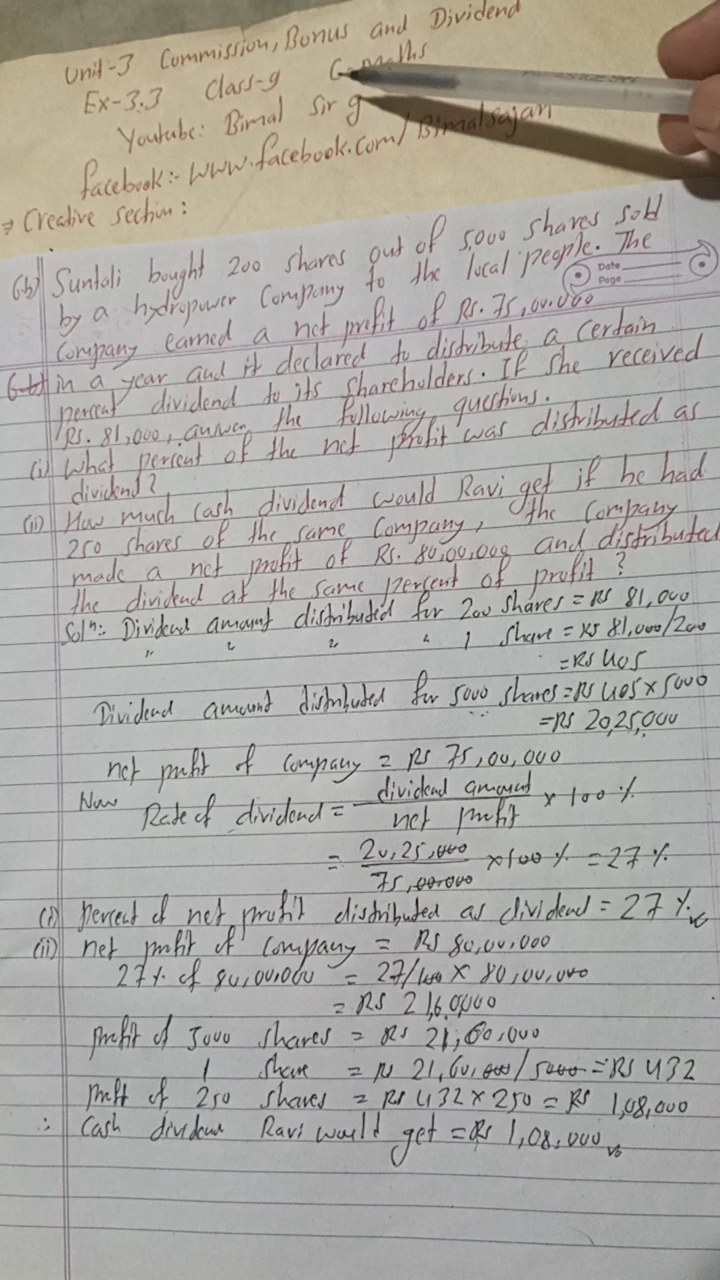 Unit-3 Commission, Bonus and Dividend
Ex-3.3 Class-9 C-maths
Youtube: Bimal Sir g
facebook:- www.facebook.com/Bimalsajan
⇒ Creative section:
Date
Page
6.b) Suntali bought 200 shares out of 5,000 shares sold
by a hydropower Company to the local people. The
Company earned a net profit of Rs. 75,00,000
in a year and it declared to distribute a certain
percent dividend to its shareholders. If she received
Rs. 81,000, answer the following questions.
(i) What percent of the net profit was distributed as
dividend?
(ii) How much cash dividend would Ravi get if he had
250 shares of the same Company, the Company
made a net profit of Rs. 80,00,000 and distributed
the dividend at the same percent of profit?
Solⁿ: Dividend amount distributed for 200 shares = Rs 81,000
" " " " 1 share = Rs 81,000/200
= Rs 405
Dividend amount distributed for 5000 shares = Rs 405 × 5000
= Rs 20,25,000
net profit of Company = Rs 75,00,000
Now Rate of dividend = dividend amount / net profit × 100 %
= 20,25,000 / 75,00,000 × 100 % = 27 %
(i) Percent of net profit distributed as dividend = 27 %
(ii) net profit of Company = Rs 80,00,000
27% of 80,00,000 = 27/100 × 80,00,000
= Rs 21,60,000
profit of 5000 shares = Rs 21,60,000
1 share = Rs 21,60,000/5000 = Rs 432
Profit of 250 shares = Rs 432 × 250 = Rs 1,08,000
∴ Cash dividend Ravi would get = Rs 1,08,000